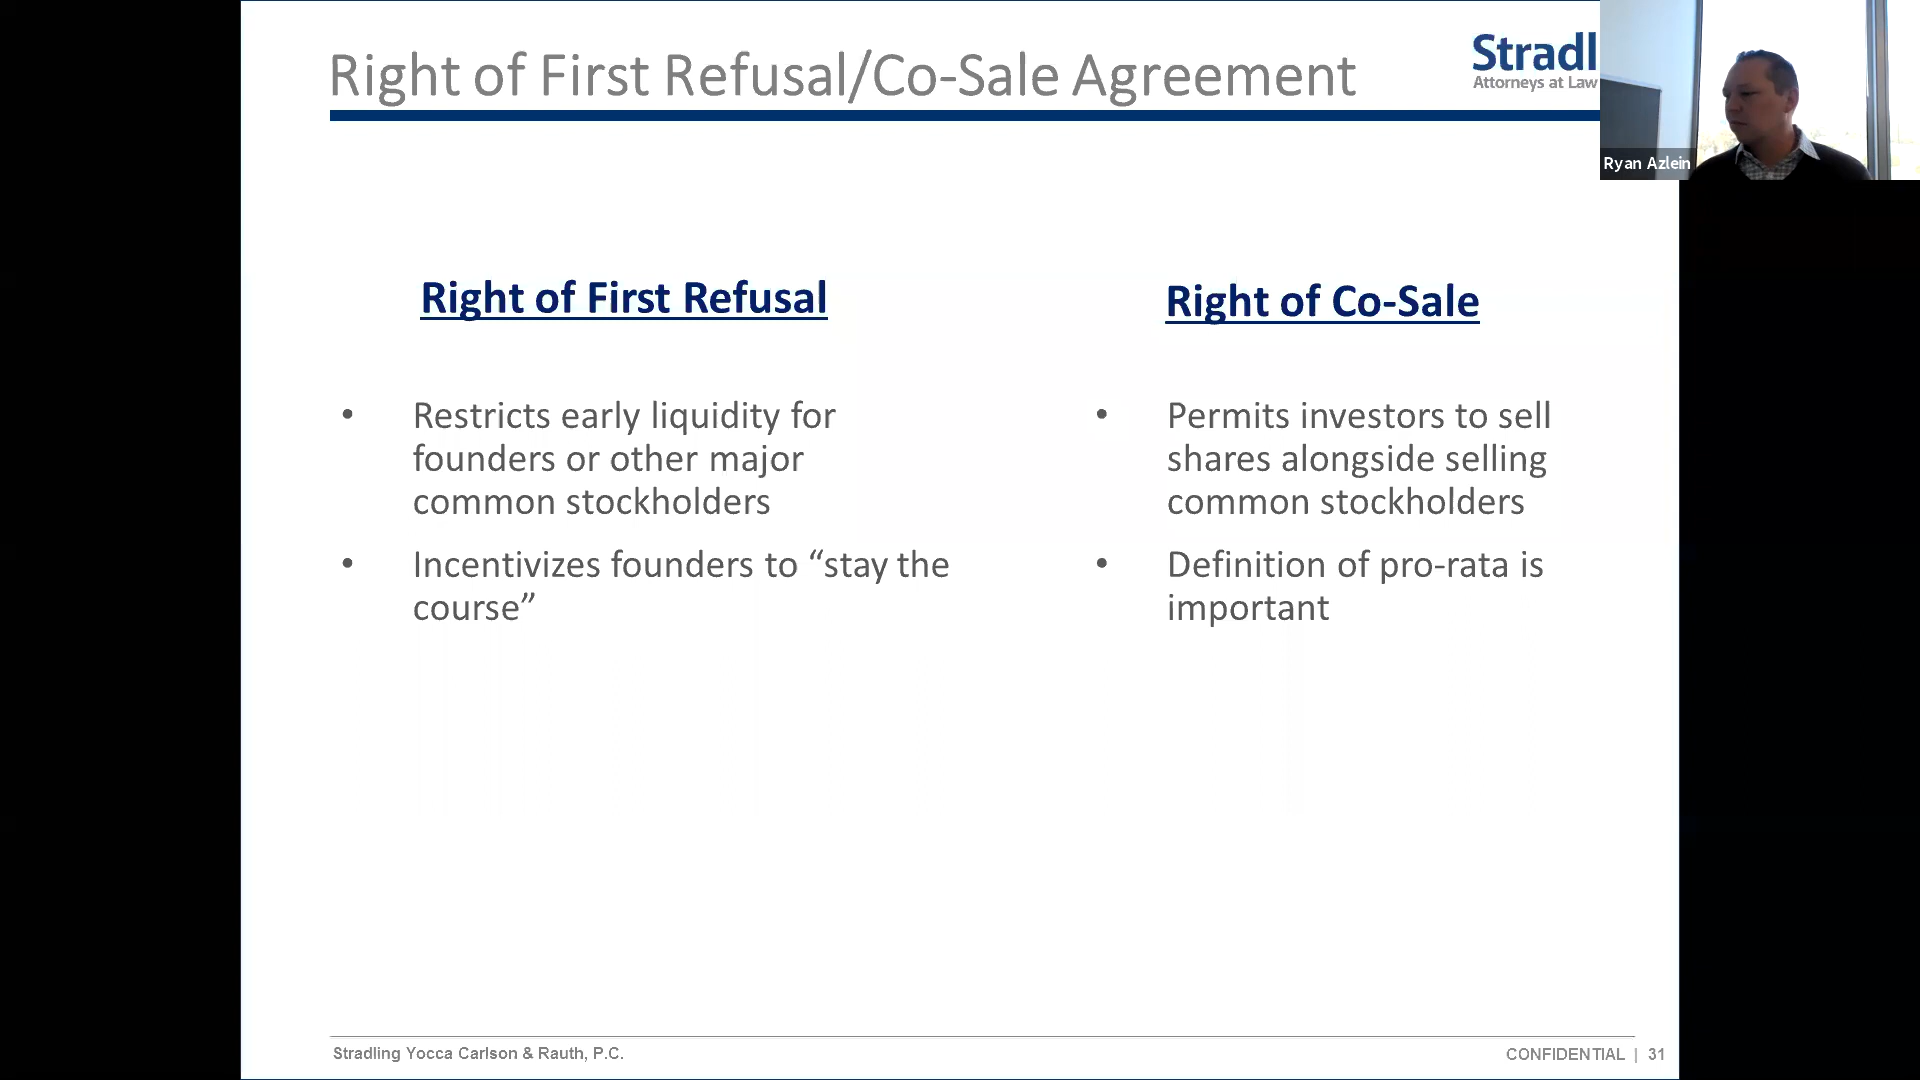 Right of First Refusal/Co-Sale Agreement
Stradl
Attorneys at Law
Ryan Azlein
Right of First Refusal
• Restricts early liquidity for
founders or other major
common stockholders
• Incentivizes founders to “stay the
course”
Right of Co-Sale
• Permits investors to sell
shares alongside selling
common stockholders
• Definition of pro-rata is
important
Stradling Yocca Carlson & Rauth, P.C.
CONFIDENTIAL | 31